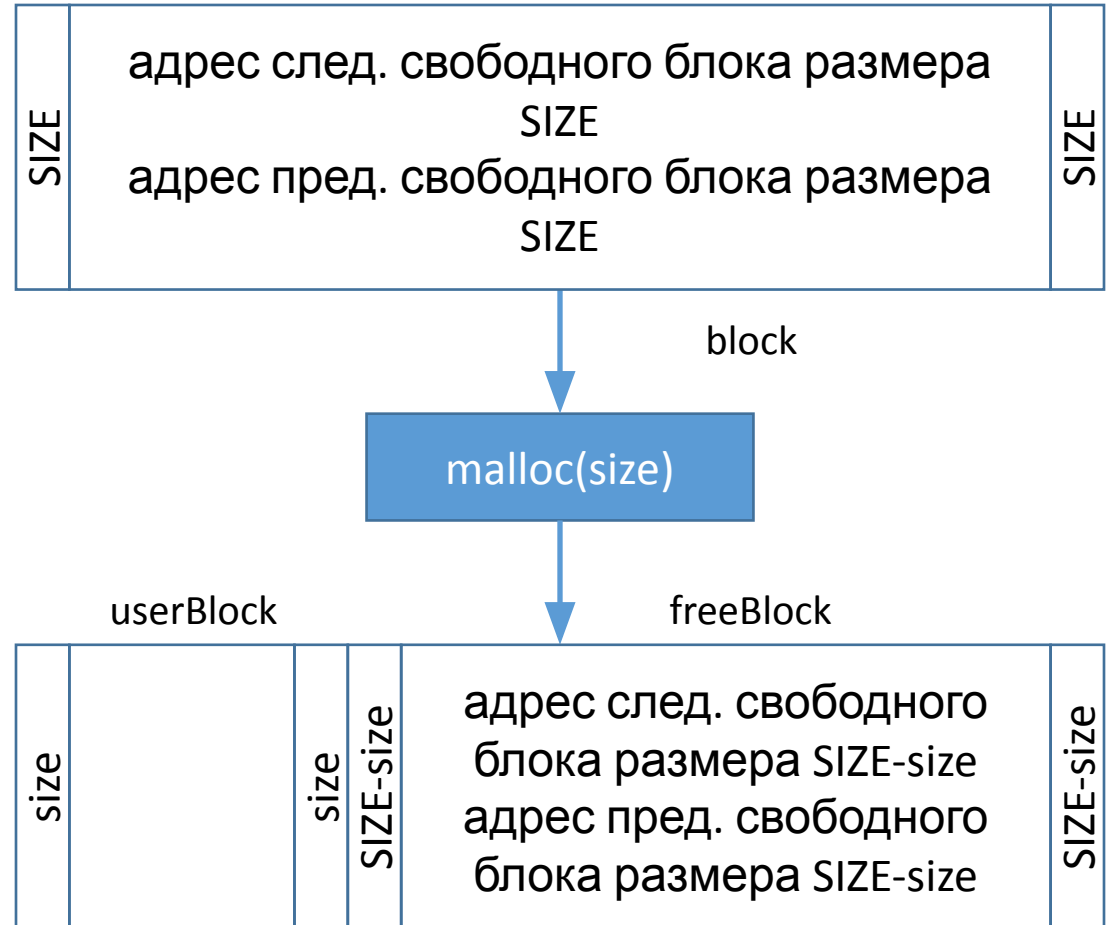 SIZE
адрес след. свободного блока размера
SIZE
адрес пред. свободного блока размера
SIZE
SIZE
block
malloc(size)
userBlock
freeBlock
size
size
SIZE-size
адрес след. свободного
блока размера SIZE-size
адрес пред. свободного
блока размера SIZE-size
SIZE-size